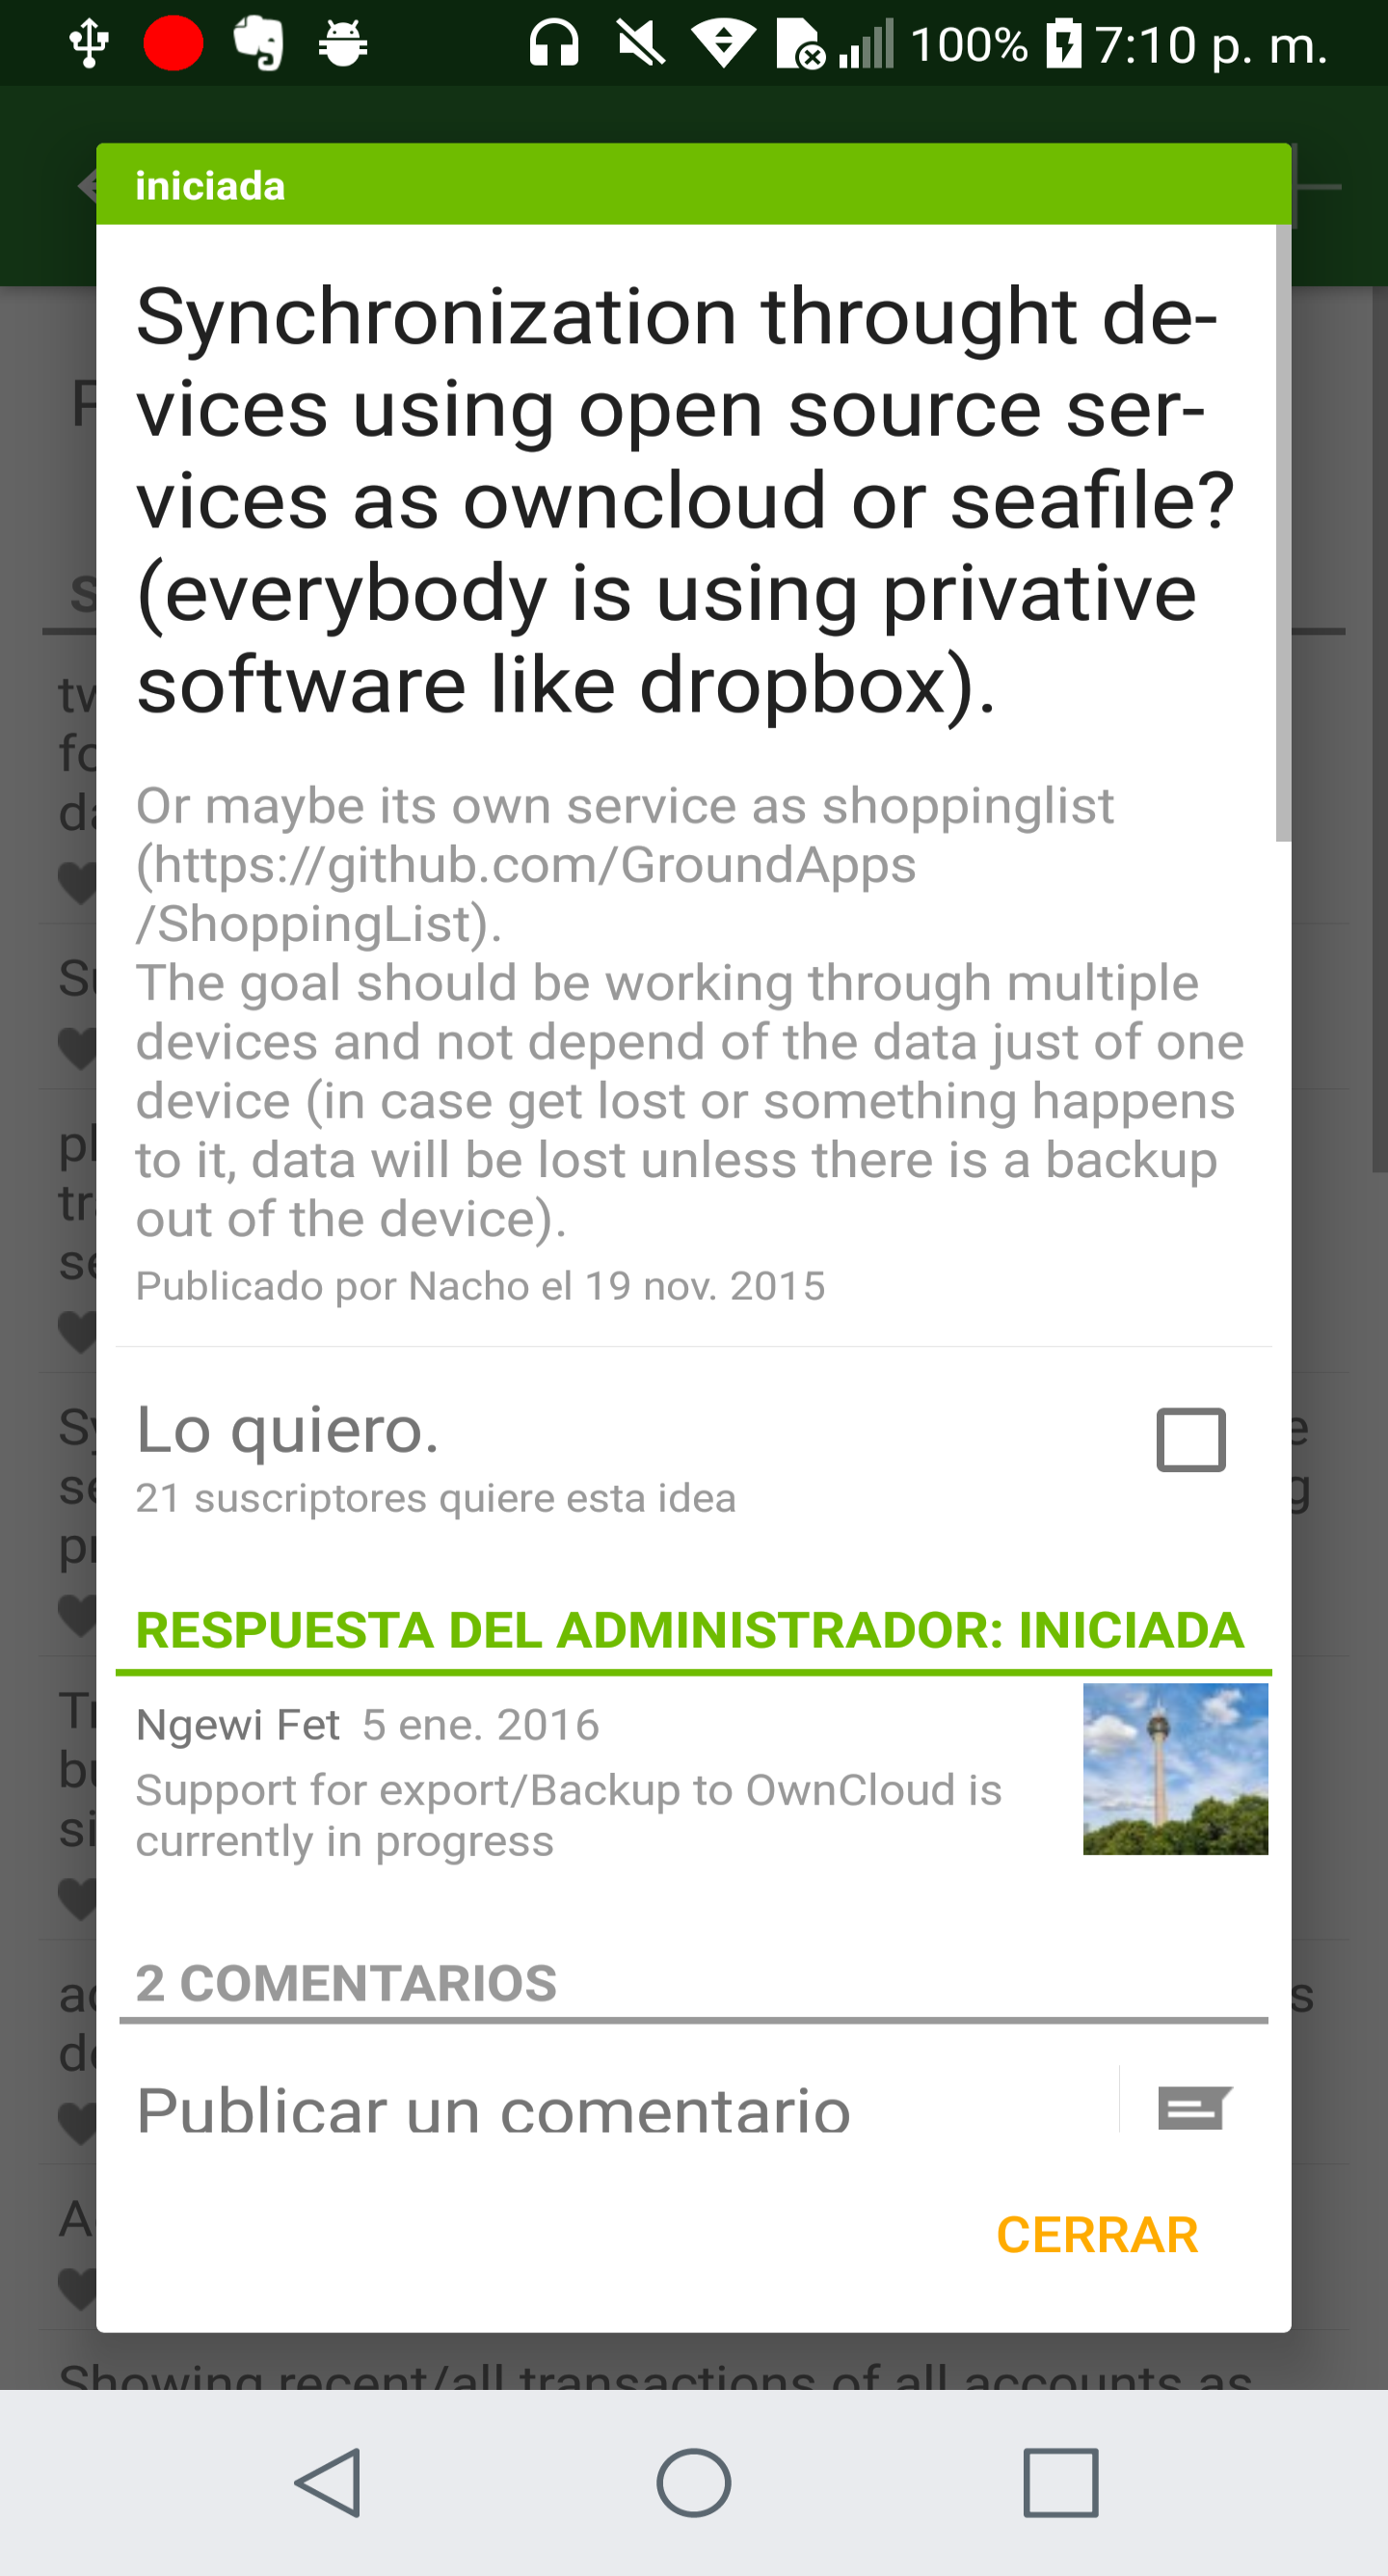 100% 7:10 p. m.
iniciada
Synchronization throught de-
vices using open source ser-
vices as owncloud or seafile?
(everybody is using privative
software like dropbox).
Or maybe its own service as shoppinglist
(https://github.com/GroundApps
/ShoppingList).
The goal should be working through multiple
devices and not depend of the data just of one
device (in case get lost or something happens
to it, data will be lost unless there is a backup
out of the device).
Publicado por Nacho el 19 nov. 2015
Lo quiero.
21 suscriptores quiere esta idea
RESPUESTA DEL ADMINISTRADOR: INICIADA
Ngewi Fet 5 ene. 2016
Support for export/Backup to OwnCloud is
currently in progress
2 COMENTARIOS
Publicar un comentario
CERRAR
Showing recent/all transactions of all accounts as